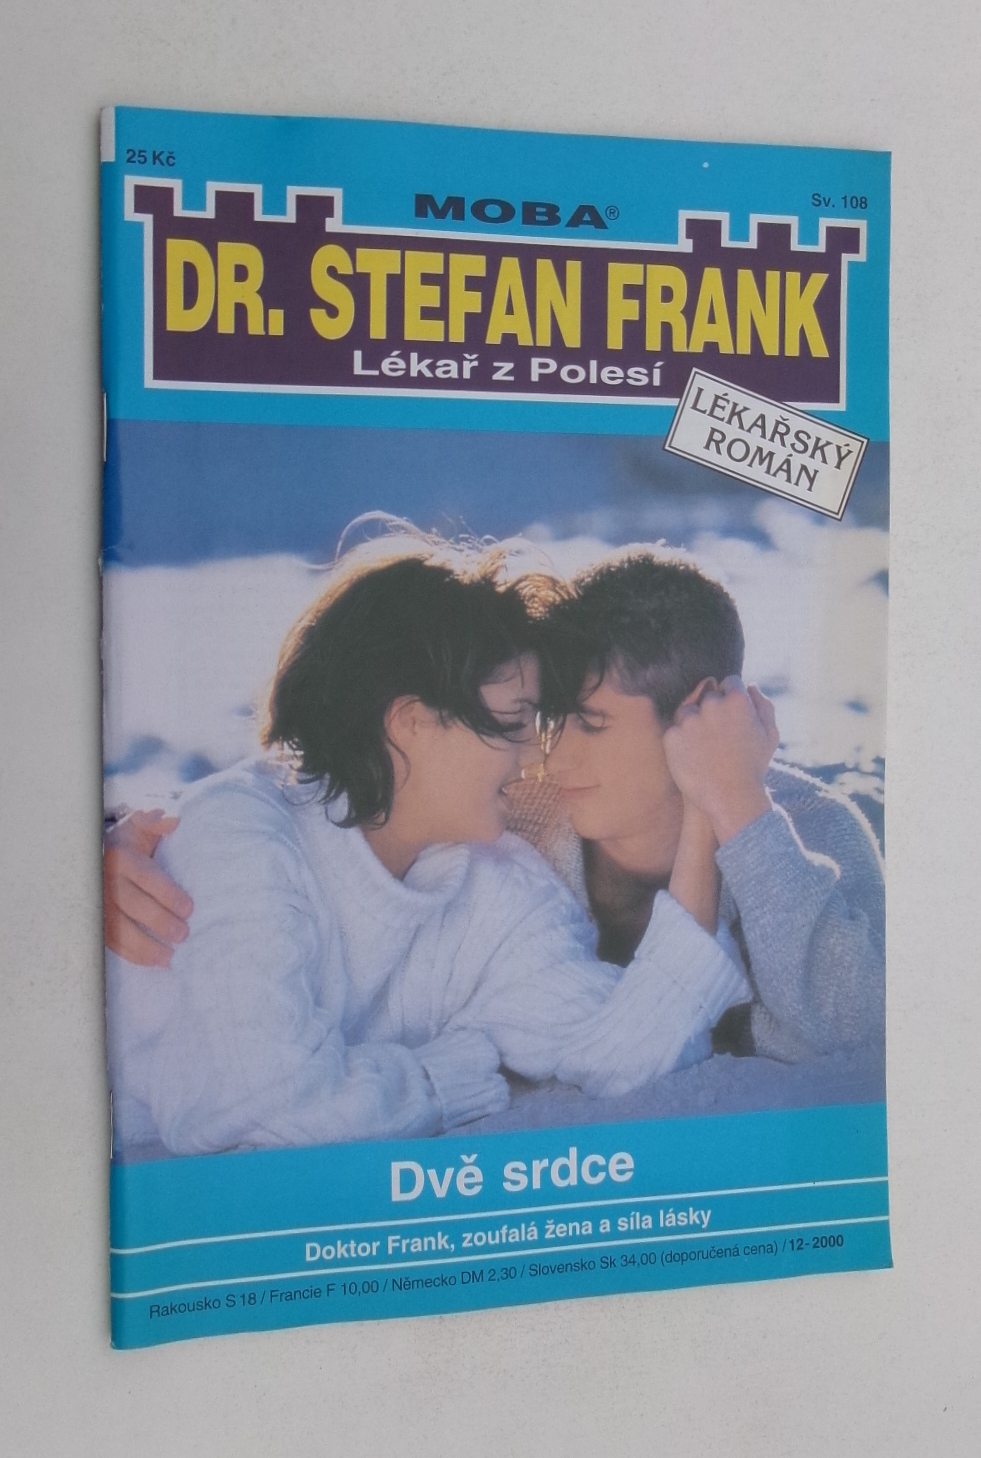 25 Kč
MOBA®
Sv. 108
DR. STEFAN FRANK
Lékař z Polesí
LÉKAŘSKÝ
ROMÁN
Dvě srdce
Doktor Frank, zoufalá žena a síla lásky
Rakousko S 18 / Francie F 10,00 / Německo DM 2,30 / Slovensko Sk 34,00 (doporučená cena) / 12-2000